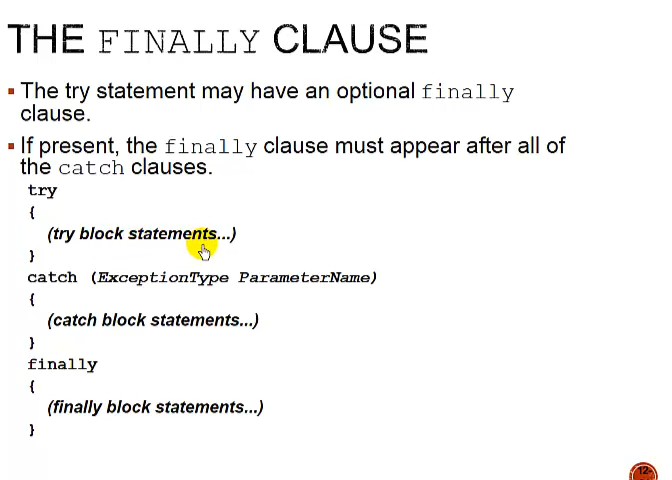 THE FINALLY CLAUSE
▪ The try statement may have an optional finally
clause.
▪ If present, the finally clause must appear after all of
the catch clauses.
try
{
(try block statements...)
}
catch (ExceptionType ParameterName)
{
(catch block statements...)
}
finally
{
(finally block statements...)
}
12-